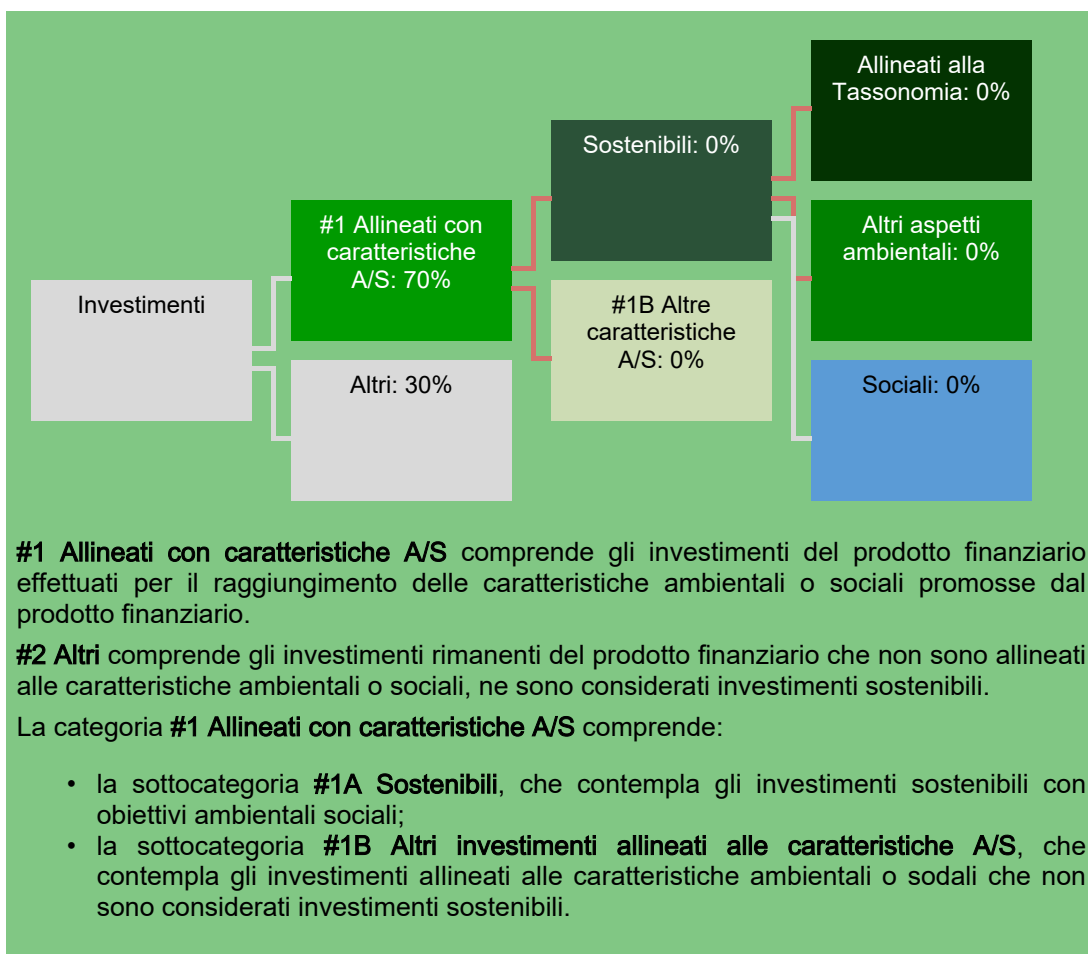 Allineati alla
Tassonomia: 0%
Sostenibili: 0%
#1 Allineati con
caratteristiche
A/S: 70%
Altri aspetti
ambientali: 0%
Investimenti
#1B Altre
caratteristiche
A/S: 0%
Altri: 30%
Sociali: 0%
#1 Allineati con caratteristiche A/S comprende gli investimenti del prodotto finanziario
effettuati per il raggiungimento delle caratteristiche ambientali o sociali promosse dal
prodotto finanziario.
#2 Altri comprende gli investimenti rimanenti del prodotto finanziario che non sono allineati
alle caratteristiche ambientali o sociali, ne sono considerati investimenti sostenibili.
La categoria #1 Allineati con caratteristiche A/S comprende:
• la sottocategoria #1A Sostenibili, che contempla gli investimenti sostenibili con
obiettivi ambientali sociali;
• la sottocategoria #1B Altri investimenti allineati alle caratteristiche A/S, che
contempla gli investimenti allineati alle caratteristiche ambientali o sodali che non
sono considerati investimenti sostenibili.